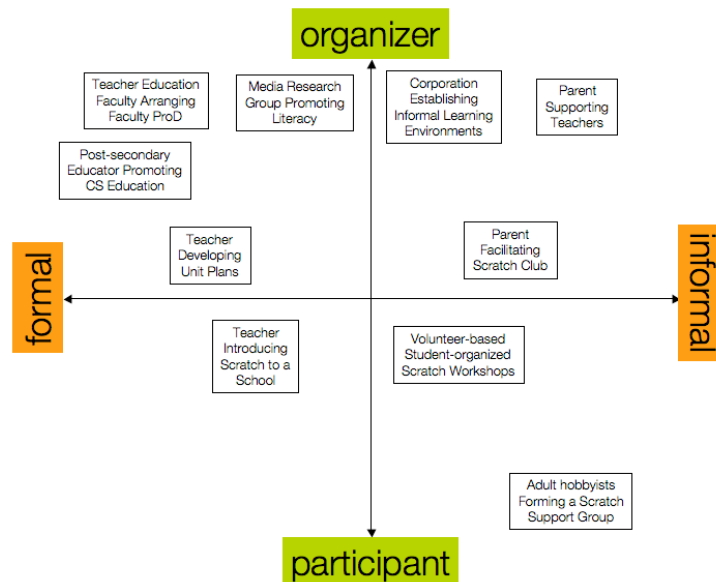 organizer
Teacher Education
Faculty Arranging
Faculty ProD
Media Research
Group Promoting
Literacy
Corporation
Establishing
Informal Learning
Environments
Parent
Supporting
Teachers
Post-secondary
Educator Promoting
CS Education
Teacher
Developing
Unit Plans
Parent
Facilitating
Scratch Club
formal
informal
Teacher
Introducing
Scratch to a
School
Volunteer-based
Student-organized
Scratch Workshops
Adult hobbyists
Forming a Scratch
Support Group
participant